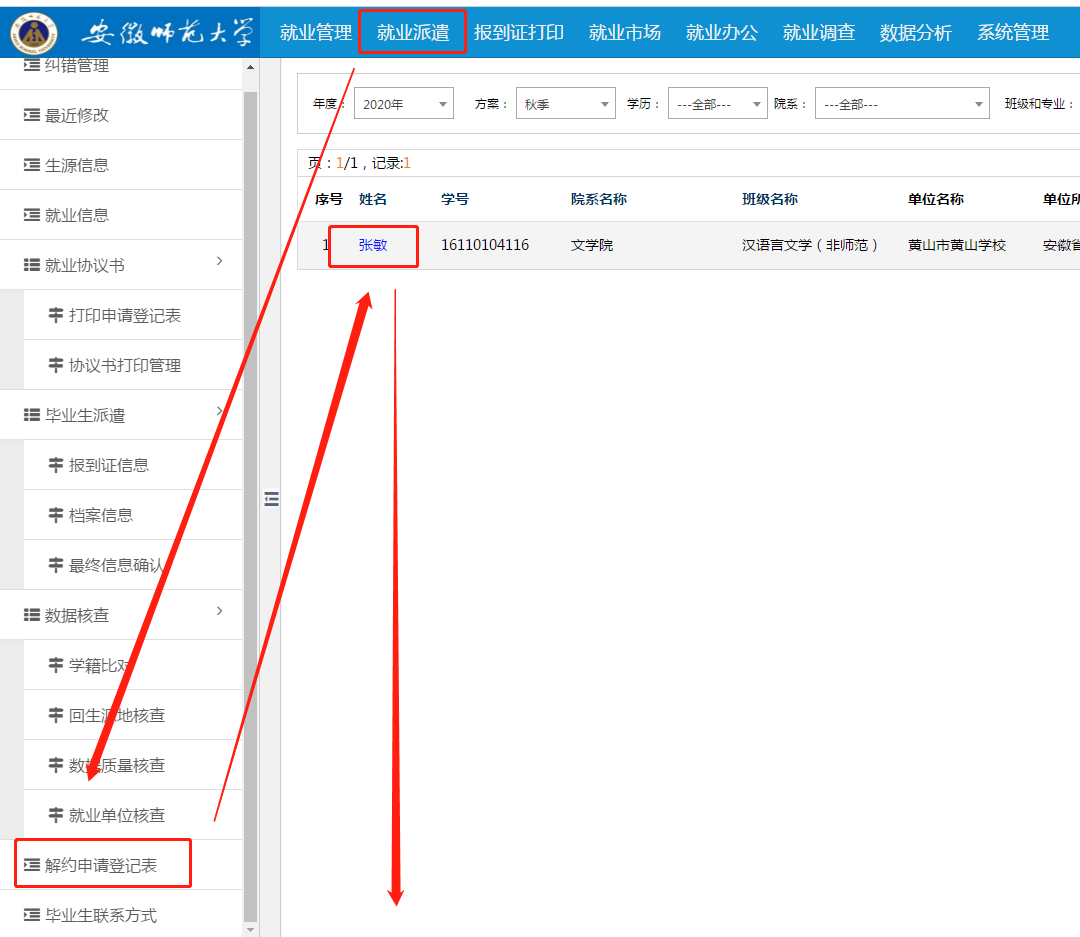 安徽师范大学
就业管理 就业派遣 报到证打印 就业市场 就业办公 就业调查 数据分析 系统管理
纠错管理
最近修改
生源信息
就业信息
就业协议书
打印申请登记表
协议书打印管理
毕业生派遣
报到证信息
档案信息
最终信息确认
数据核查
学籍比对
回生源地核查
数据质量核查
就业单位核查
解约申请登记表
毕业生联系方式
年度： 2020年 方案： 秋季 学历： ---全部--- 院系： ---全部--- 班级和专业：
页：1/1，记录:1
序号 姓名 学号 院系名称 班级名称 单位名称 单位所
1 张敏 16110104116 文学院 汉语言文学（非师范） 黄山市黄山学校 安徽省